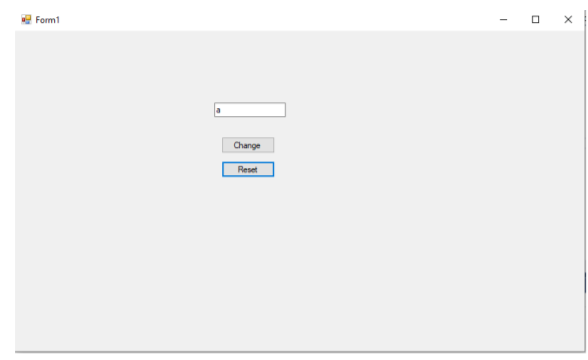 Form1
a
Change
Reset